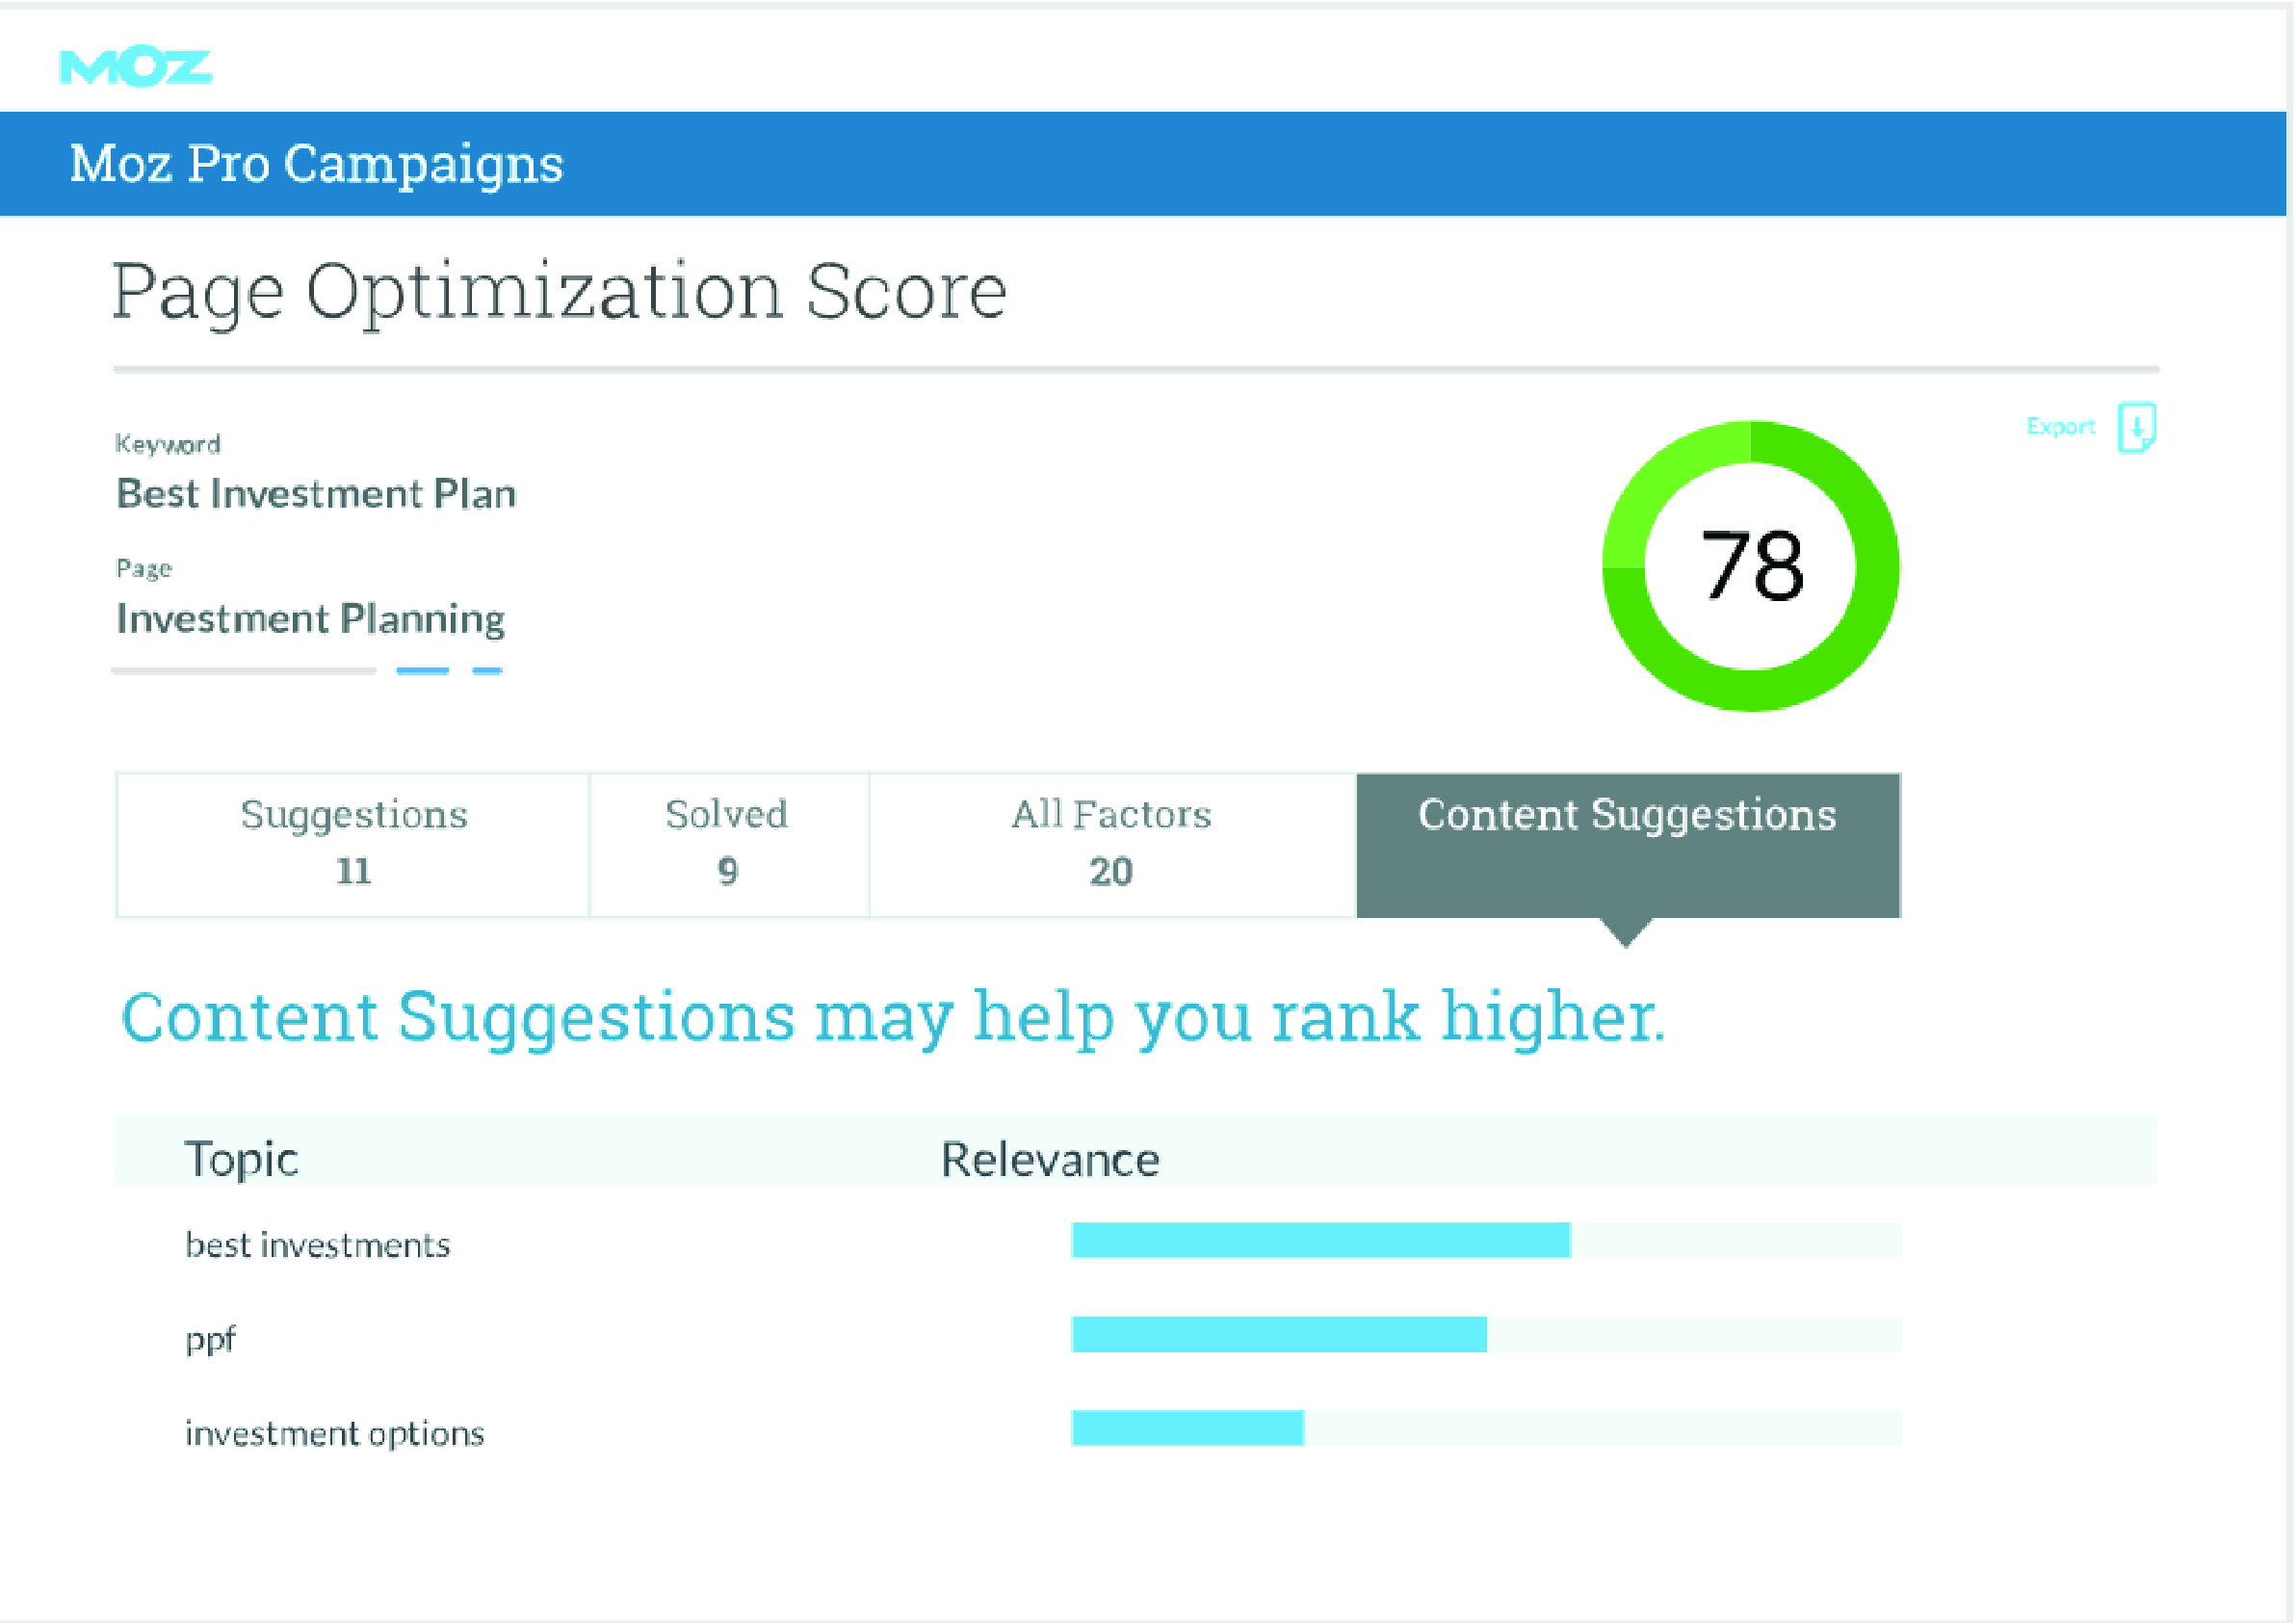 MOZ
Moz Pro Campaigns
Page Optimization Score
Export
Keyword
Best Investment Plan
78
Page
Investment Planning
Suggestions Solved All Factors Content Suggestions
11 9 20
Content Suggestions may help you rank higher.
Topic Relevance
best investments
ppf
investment options